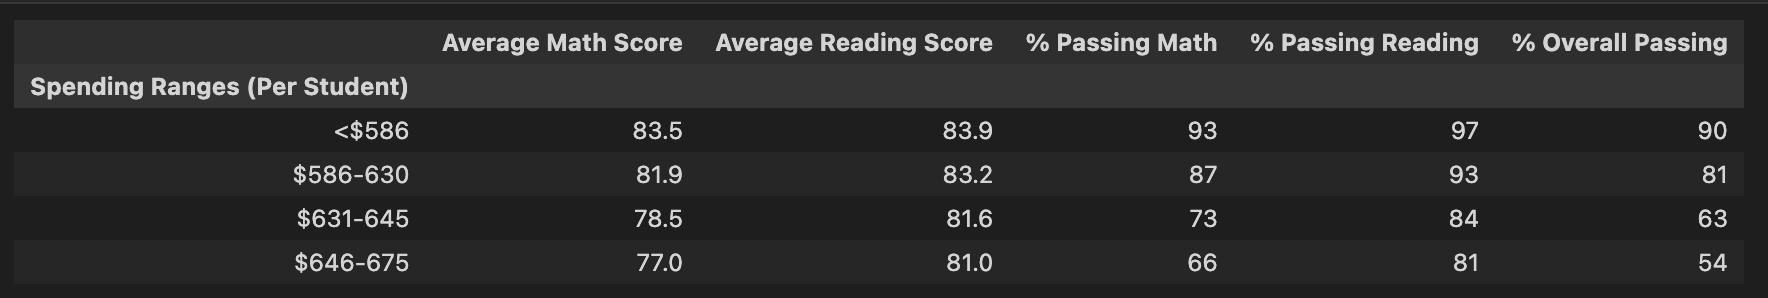 Average Math Score Average Reading Score % Passing Math % Passing Reading % Overall Passing
Spending Ranges (Per Student)
<$586 83.5 83.9 93 97 90
$586-630 81.9 83.2 87 93 81
$631-645 78.5 81.6 73 84 63
$646-675 77.0 81.0 66 81 54